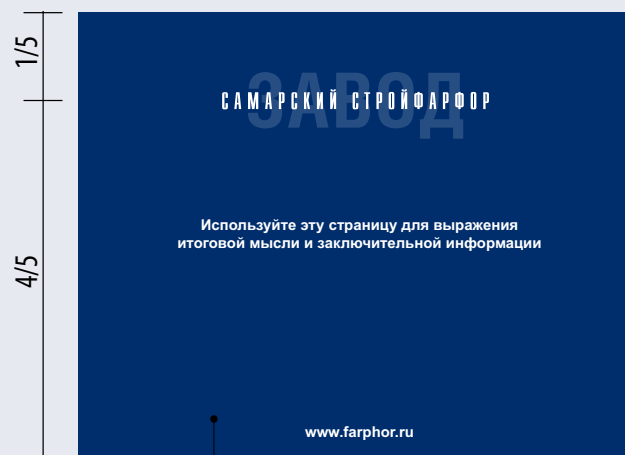 1/5
ЗАВОД
САМАРСКИЙ СТРОЙФАРФОР
Используйте эту страницу для выражения
итоговой мысли и заключительной информации
4/5
www.farphor.ru